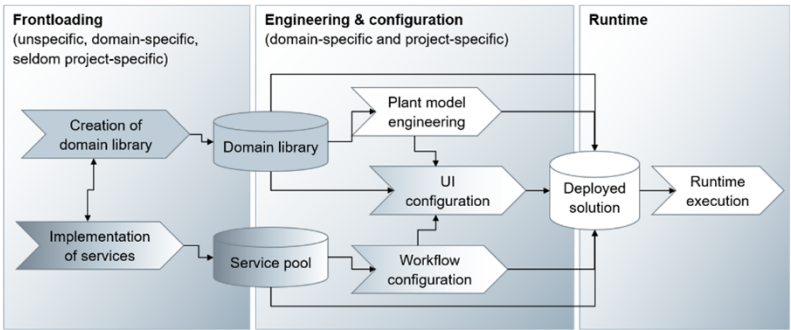 Frontloading
(unspecific, domain-specific,
seldom project-specific)
Engineering & configuration
(domain-specific and project-specific)
Runtime
Creation of
domain library
Domain library
Plant model
engineering
UI
configuration
Deployed
solution
Runtime
execution
Implementation
of services
Service pool
Workflow
configuration